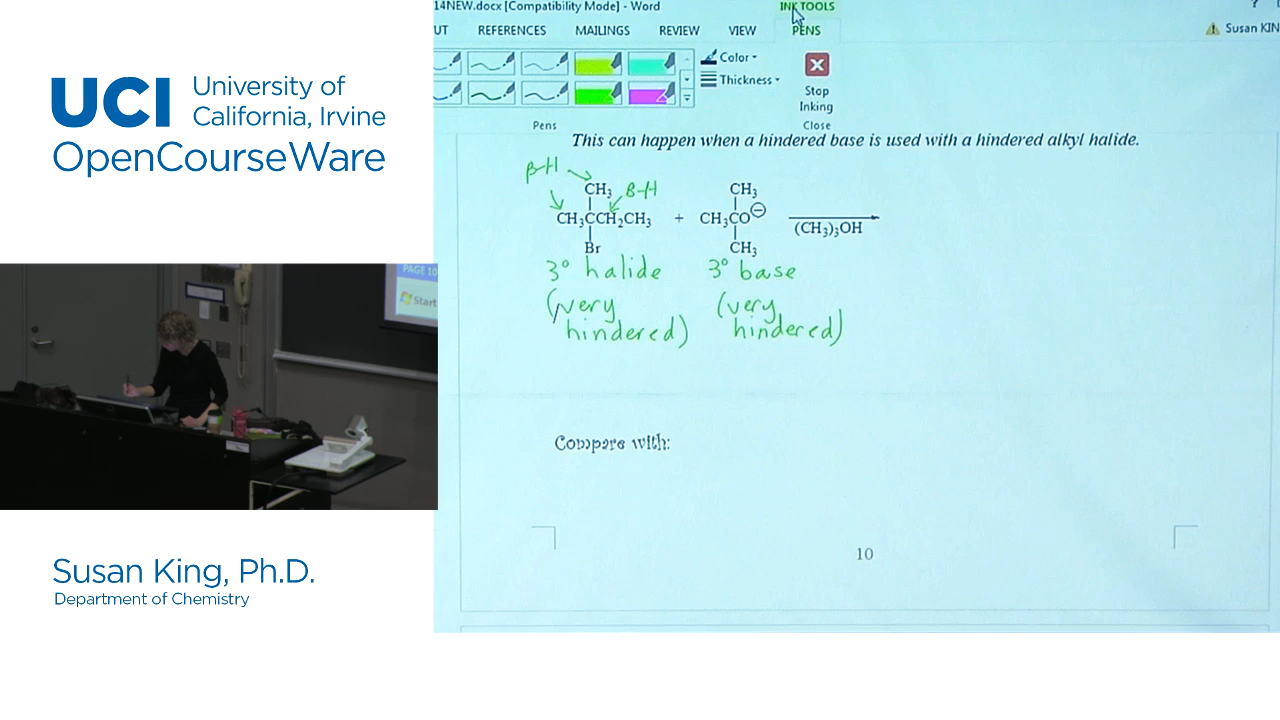 UCI University of California, Irvine
OpenCourseWare
14NEW.docx [Compatibility Mode] - Word
INK TOOLS
?
UT REFERENCES MAILINGS REVIEW VIEW PENS
Susan KIN
Color
Thickness
Stop Inking
Pens
Close
This can happen when a hindered base is used with a hindered alkyl halide.
β-H
CH3 β-H CH3
CH3CCH2CH3 + CH3CO⊖
(CH3)3OH
Br CH3
3° halide 3° base
(very (very
hindered) hindered)
Compare with:
10
PAGE 10
Start
Susan King, Ph.D.
Department of Chemistry